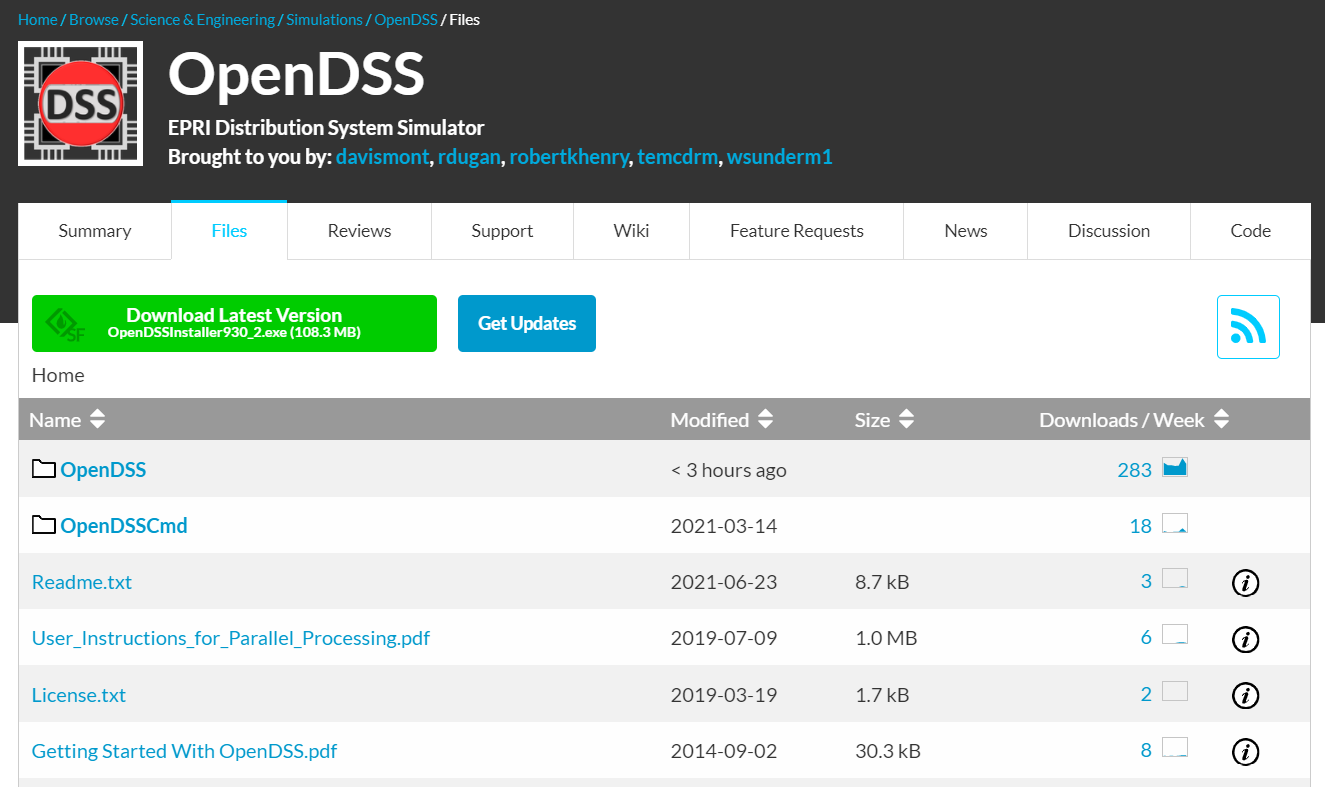 Home / Browse / Science & Engineering / Simulations / OpenDSS / Files
DSS
OpenDSS
EPRI Distribution System Simulator
Brought to you by: davismont, rdugan, robertkhenry, temcdrm, wsunderm1
Summary Files Reviews Support Wiki Feature Requests News Discussion Code
SF
Download Latest Version
OpenDSSInstaller930_2.exe (108.3 MB)
Get Updates
Home
Name Modified Size Downloads / Week
OpenDSS < 3 hours ago 283
OpenDSSCmd 2021-03-14 18
Readme.txt 2021-06-23 8.7 kB 3
User_Instructions_for_Parallel_Processing.pdf 2019-07-09 1.0 MB 6
License.txt 2019-03-19 1.7 kB 2
Getting Started With OpenDSS.pdf 2014-09-02 30.3 kB 8